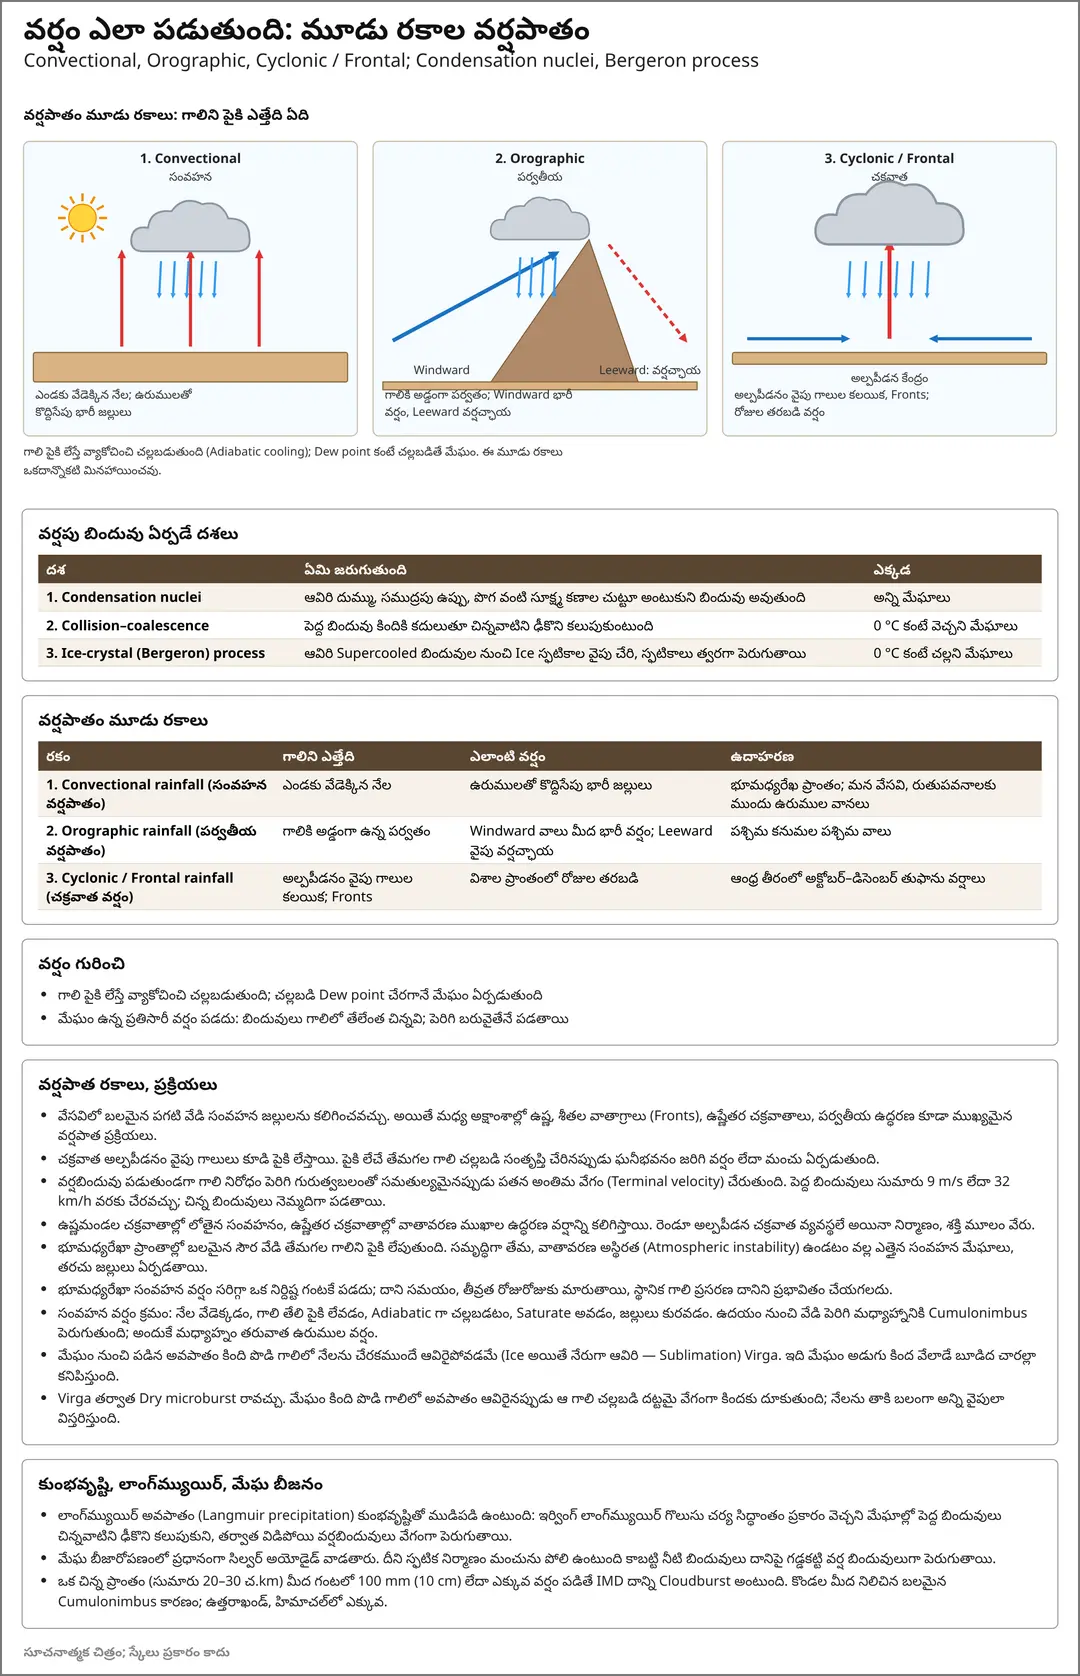 వర్షం ఎలా పడుతుంది: మూడు రకాల వర్షపాతం
Convectional, Orographic, Cyclonic / Frontal; Condensation nuclei, Bergeron process
వర్షపాతం మూడు రకాలు: గాలిని పైకి ఎత్తేది ఏది
1. Convectional
సంవహన
ఎండకు వేడెక్కిన నేల; ఉరుములతో
కొద్దిసేపు భారీ జల్లులు
2. Orographic
పర్వతీయ
Windward
Leeward: వర్షచ్ఛాయ
గాలికి అడ్డంగా పర్వతం; Windward భారీ
వర్షం, Leeward వర్షచ్ఛాయ
3. Cyclonic / Frontal
చక్రవాత
అల్పపీడన కేంద్రం
అల్పపీడనం వైపు గాలుల కలయిక, Fronts;
రోజుల తరబడి వర్షం
గాలి పైకి లేస్తే వ్యాకోచించి చల్లబడుతుంది (Adiabatic cooling); Dew point కంటే చల్లబడితే మేఘం. ఈ మూడు రకాలు
ఒకదాన్నొకటి మినహాయించవు.
వర్షపు బిందువు ఏర్పడే దశలు
దశ ఏమి జరుగుతుంది ఎక్కడ
1. Condensation nuclei ఆవిరి దుమ్ము, సముద్రపు ఉప్పు, పొగ వంటి సూక్ష్మ కణాల చుట్టూ అంటుకుని బిందువు అవుతుంది అన్ని మేఘాలు
2. Collision–coalescence పెద్ద బిందువు కిందికి కదులుతూ చిన్నవాటిని ఢీకొని కలుపుకుంటుంది 0 °C కంటే వెచ్చని మేఘాలు
3. Ice-crystal (Bergeron) process ఆవిరి Supercooled బిందువుల నుంచి Ice స్ఫటికాల వైపు చేరి, స్ఫటికాలు త్వరగా పెరుగుతాయి 0 °C కంటే చల్లని మేఘాలు
వర్షపాతం మూడు రకాలు
రకం గాలిని ఎత్తేది ఎలాంటి వర్షం ఉదాహరణ
1. Convectional rainfall (సంవహన ఎండకు వేడెక్కిన నేల ఉరుములతో కొద్దిసేపు భారీ జల్లులు భూమధ్యరేఖ ప్రాంతం; మన వేసవి, రుతుపవనాలకు
వర్షపాతం) ముందు ఉరుముల వానలు
2. Orographic rainfall (పర్వతీయ గాలికి అడ్డంగా ఉన్న పర్వతం Windward వాలు మీద భారీ వర్షం; Leeward పశ్చిమ కనుమల పశ్చిమ వాలు
వర్షపాతం) వైపు వర్షచ్ఛాయ
3. Cyclonic / Frontal rainfall అల్పపీడనం వైపు గాలుల విశాల ప్రాంతంలో రోజుల తరబడి ఆంధ్ర తీరంలో అక్టోబర్–డిసెంబర్ తుఫాను వర్షాలు
(చక్రవాత వర్షం) కలయిక; Fronts
వర్షం గురించి
• గాలి పైకి లేస్తే వ్యాకోచించి చల్లబడుతుంది; చల్లబడి Dew point చేరగానే మేఘం ఏర్పడుతుంది
• మేఘం ఉన్న ప్రతిసారీ వర్షం పడదు: బిందువులు గాలిలో తేలేంత చిన్నవి; పెరిగి బరువైతేనే పడతాయి
వర్షపాత రకాలు, ప్రక్రియలు
• వేసవిలో బలమైన పగటి వేడి సంవహన జల్లులను కలిగించవచ్చు. అయితే మధ్య అక్షాంశాల్లో ఉష్ణ, శీతల వాతాగ్రాలు (Fronts), ఉష్ణేతర చక్రవాతాలు, పర్వతీయ ఉద్ధరణ కూడా ముఖ్యమైన
వర్షపాత ప్రక్రియలు.
• చక్రవాత అల్పపీడనం వైపు గాలులు కూడి పైకి లేస్తాయి. పైకి లేచే తేమగల గాలి చల్లబడి సంతృప్తి చేరినప్పుడు ఘనీభవనం జరిగి వర్షం లేదా మంచు ఏర్పడుతుంది.
• వర్షబిందువు పడుతుండగా గాలి నిరోధం పెరిగి గురుత్వబలంతో సమతుల్యమైనప్పుడు పతన అంతిమ వేగం (Terminal velocity) చేరుతుంది. పెద్ద బిందువులు సుమారు 9 m/s లేదా 32
km/h వరకు చేరవచ్చు; చిన్న బిందువులు నెమ్మదిగా పడతాయి.
• ఉష్ణమండల చక్రవాతాల్లో లోతైన సంవహనం, ఉష్ణేతర చక్రవాతాల్లో వాతావరణ ముఖాల ఉద్ధరణ వర్షాన్ని కలిగిస్తాయి. రెండూ అల్పపీడన చక్రవాత వ్యవస్థలే అయినా నిర్మాణం, శక్తి మూలం వేరు.
• భూమధ్యరేఖా ప్రాంతాల్లో బలమైన సౌర వేడి తేమగల గాలిని పైకి లేపుతుంది. సమృద్ధిగా తేమ, వాతావరణ అస్థిరత (Atmospheric instability) ఉండటం వల్ల ఎత్తైన సంవహన మేఘాలు,
తరచు జల్లులు ఏర్పడతాయి.
• భూమధ్యరేఖా సంవహన వర్షం సరిగ్గా ఒక నిర్దిష్ట గంటకే పడదు; దాని సమయం, తీవ్రత రోజురోజుకు మారుతాయి, స్థానిక గాలి ప్రసరణ దానిని ప్రభావితం చేయగలదు.
• సంవహన వర్షం క్రమం: నేల వేడెక్కడం, గాలి తేలి పైకి లేవడం, Adiabatic గా చల్లబడటం, Saturate అవడం, జల్లులు కురవడం. ఉదయం నుంచి వేడి పెరిగి మధ్యాహ్నానికి Cumulonimbus
పెరుగుతుంది; అందుకే మధ్యాహ్నం తరువాత ఉరుముల వర్షం.
• మేఘం నుంచి పడిన అవపాతం కింది పొడి గాలిలో నేలను చేరకముందే ఆవిరైపోవడమే (Ice అయితే నేరుగా ఆవిరి — Sublimation) Virga. ఇది మేఘం అడుగు కింద వేలాడే బూడిద చారల్లా
కనిపిస్తుంది.
• Virga తర్వాత Dry microburst రావచ్చు. మేఘం కింది పొడి గాలిలో అవపాతం ఆవిరైనప్పుడు ఆ గాలి చల్లబడి దట్టమై వేగంగా కిందకు దూకుతుంది; నేలను తాకి బలంగా అన్ని వైపులా
విస్తరిస్తుంది.
కుంభవృష్టి, లాంగ్‌మ్యుయిర్, మేఘ బీజనం
• లాంగ్‌మ్యుయిర్ అవపాతం (Langmuir precipitation) కుంభవృష్టితో ముడిపడి ఉంటుంది: ఇర్వింగ్ లాంగ్‌మ్యుయిర్ గొలుసు చర్య సిద్ధాంతం ప్రకారం వెచ్చని మేఘాల్లో పెద్ద బిందువులు
చిన్నవాటిని ఢీకొని కలుపుకుని, తర్వాత విడిపోయి వర్షబిందువులు వేగంగా పెరుగుతాయి.
• మేఘ బీజారోపణంలో ప్రధానంగా సిల్వర్ అయోడైడ్ వాడతారు. దీని స్ఫటిక నిర్మాణం మంచును పోలి ఉంటుంది కాబట్టి నీటి బిందువులు దానిపై గడ్డకట్టి వర్ష బిందువులుగా పెరుగుతాయి.
• ఒక చిన్న ప్రాంతం (సుమారు 20–30 చ.km) మీద గంటలో 100 mm (10 cm) లేదా ఎక్కువ వర్షం పడితే IMD దాన్ని Cloudburst అంటుంది. కొండల మీద నిలిచిన బలమైన
Cumulonimbus కారణం; ఉత్తరాఖండ్, హిమాచల్‌లో ఎక్కువ.
సూచనాత్మక చిత్రం; స్కేలు ప్రకారం కాదు